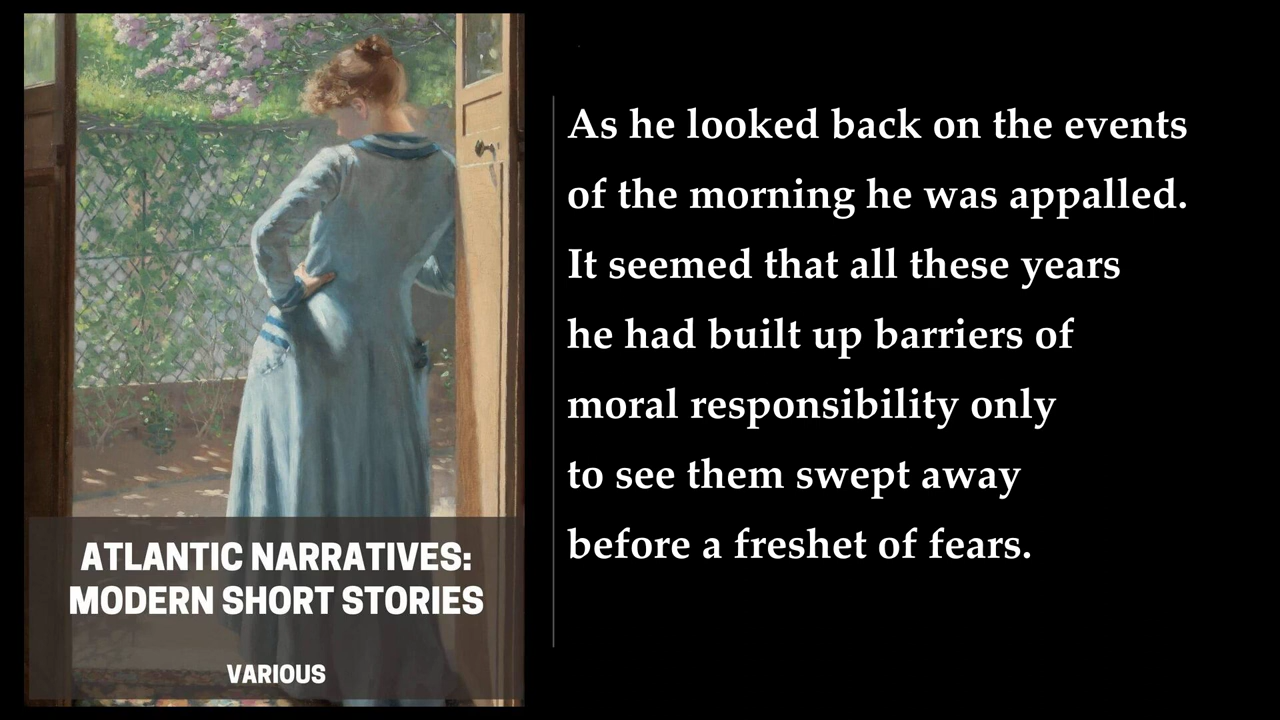 As he looked back on the events
of the morning he was appalled.
It seemed that all these years
he had built up barriers of
moral responsibility only
to see them swept away
before a freshet of fears.
ATLANTIC NARRATIVES:
MODERN SHORT STORIES
VARIOUS